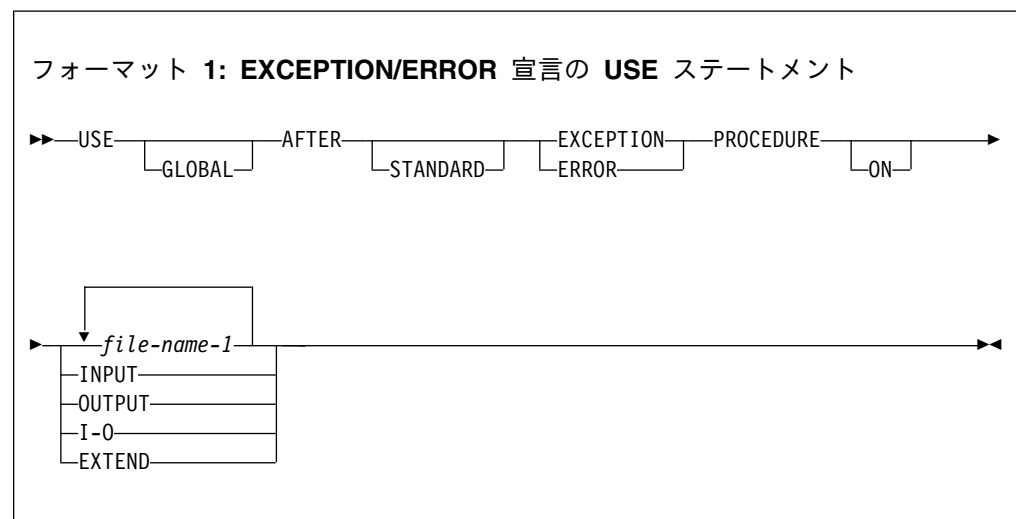 フォーマット 1: EXCEPTION/ERROR 宣言の USE ステートメント
USE AFTER EXCEPTION PROCEDURE
GLOBAL STANDARD ERROR ON
file-name-1
INPUT
OUTPUT
I-O
EXTEND